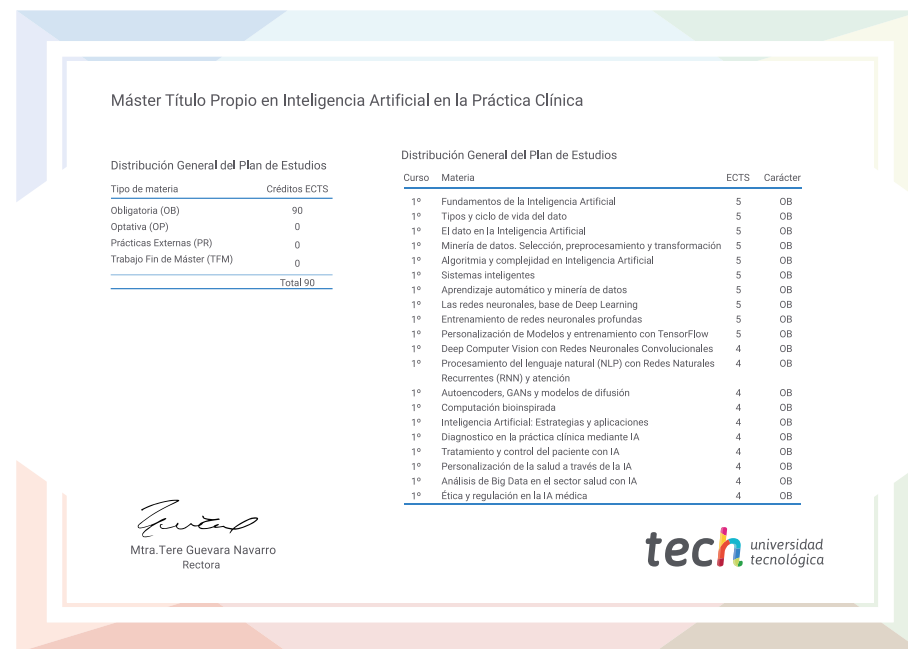 Máster Título Propio en Inteligencia Artificial en la Práctica Clínica
Distribución General del Plan de Estudios
Tipo de materia Créditos ECTS
Obligatoria (OB) 90
Optativa (OP) 0
Prácticas Externas (PR) 0
Trabajo Fin de Máster (TFM) 0
Total 90
Distribución General del Plan de Estudios
Curso Materia ECTS Carácter
1º Fundamentos de la Inteligencia Artificial 5 OB
1º Tipos y ciclo de vida del dato 5 OB
1º El dato en la Inteligencia Artificial 5 OB
1º Minería de datos. Selección, preprocesamiento y transformación 5 OB
1º Algoritmia y complejidad en Inteligencia Artificial 5 OB
1º Sistemas inteligentes 5 OB
1º Aprendizaje automático y minería de datos 5 OB
1º Las redes neuronales, base de Deep Learning 5 OB
1º Entrenamiento de redes neuronales profundas 5 OB
1º Personalización de Modelos y entrenamiento con TensorFlow 5 OB
1º Deep Computer Vision con Redes Neuronales Convolucionales 4 OB
1º Procesamiento del lenguaje natural (NLP) con Redes Naturales 4 OB
Recurrentes (RNN) y atención
1º Autoencoders, GANs y modelos de difusión 4 OB
1º Computación bioinspirada 4 OB
1º Inteligencia Artificial: Estrategias y aplicaciones 4 OB
1º Diagnostico en la práctica clínica mediante IA 4 OB
1º Tratamiento y control del paciente con IA 4 OB
1º Personalización de la salud a través de la IA 4 OB
1º Análisis de Big Data en el sector salud con IA 4 OB
1º Ética y regulación en la IA médica 4 OB
Mtra.Tere Guevara Navarro
Rectora
tech universidad
tecnológica